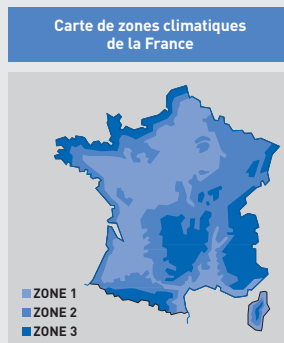 Carte de zones climatiques
de la France
ZONE 1
ZONE 2
ZONE 3